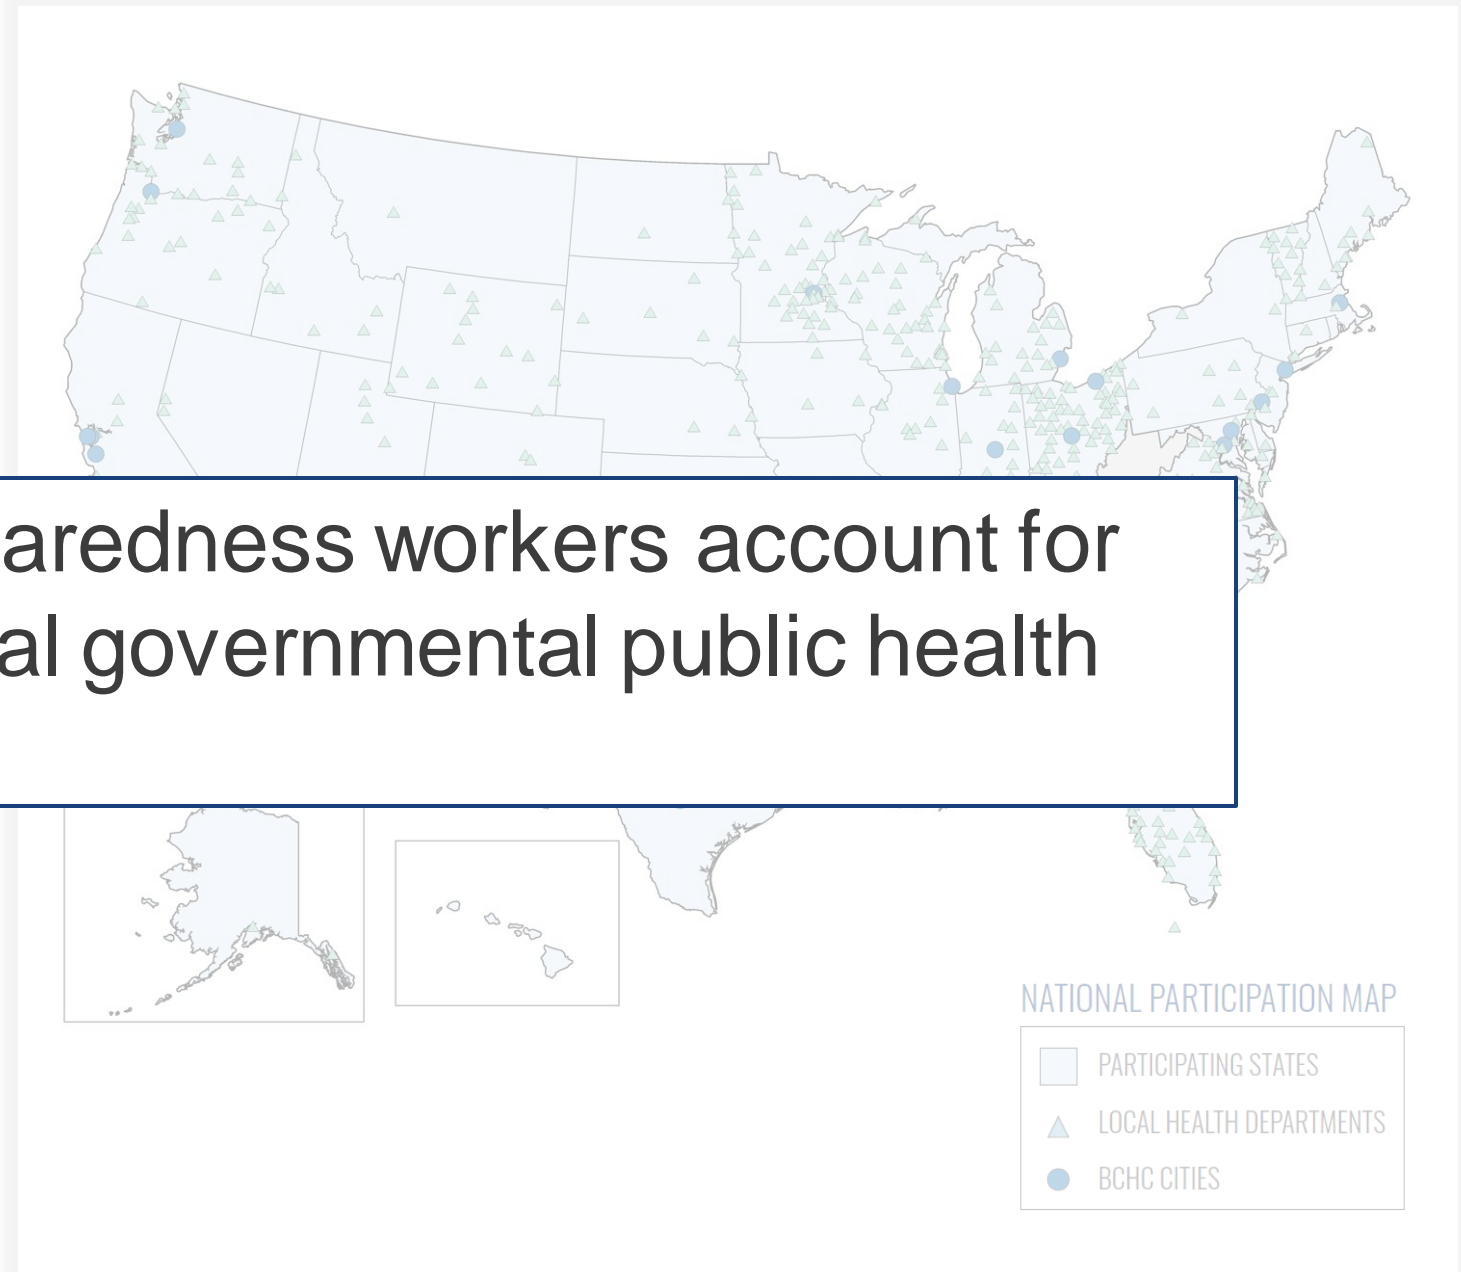 aredness workers account for
al governmental public health
NATIONAL PARTICIPATION MAP
PARTICIPATING STATES
LOCAL HEALTH DEPARTMENTS
BCHC CITIES